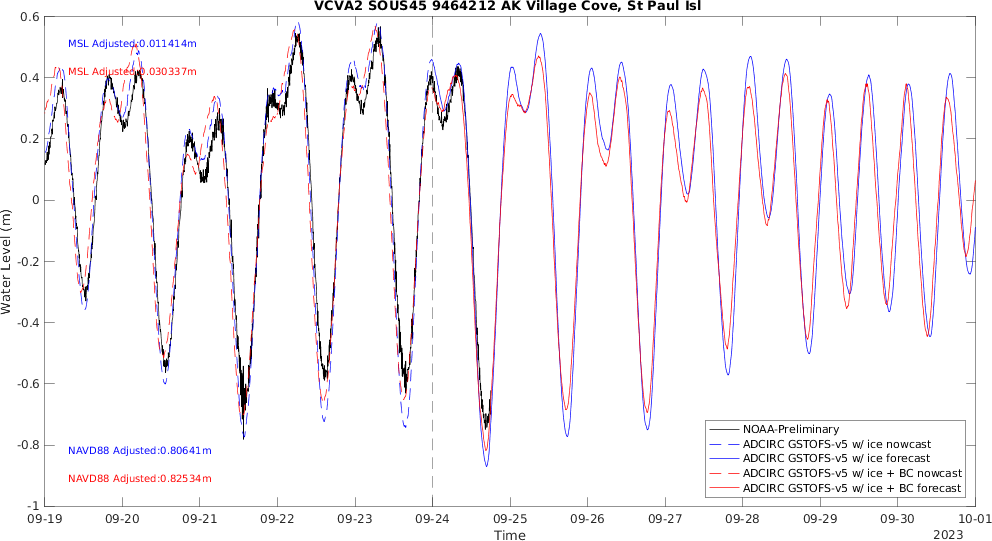 VCVA2 SOUS45 9464212 AK Village Cove, St Paul Isl
MSL Adjusted:0.011414m
MSL Adjusted:0.030337m
NAVD88 Adjusted:0.80641m
NAVD88 Adjusted:0.82534m
Water Level (m)
0.6
0.4
0.2
0
-0.2
-0.4
-0.6
-0.8
-1
NOAA-Preliminary
ADCIRC GSTOFS-v5 w/ ice nowcast
ADCIRC GSTOFS-v5 w/ ice forecast
ADCIRC GSTOFS-v5 w/ ice + BC nowcast
ADCIRC GSTOFS-v5 w/ ice + BC forecast
09-19 09-20 09-21 09-22 09-23 09-24 09-25 09-26 09-27 09-28 09-29 09-30 10-01
Time
2023